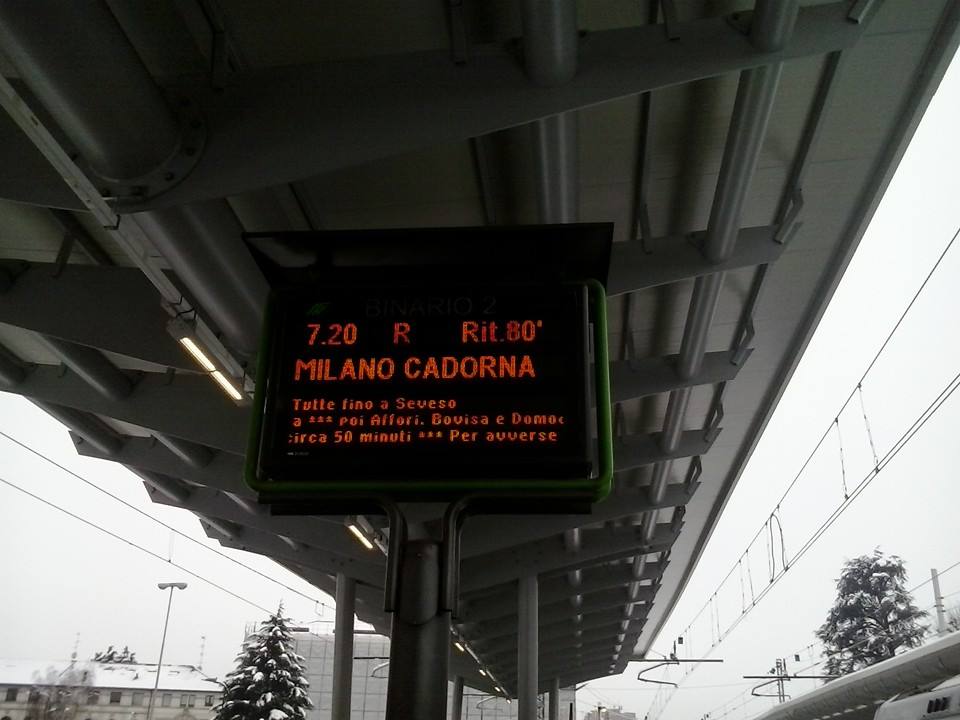 BINARIO 2
7.20 R Rit.80'
MILANO CADORNA
Tutte fino a Seveso
a *** poi Affori, Bovisa e Domo
irca 50 minuti *** Per avverse